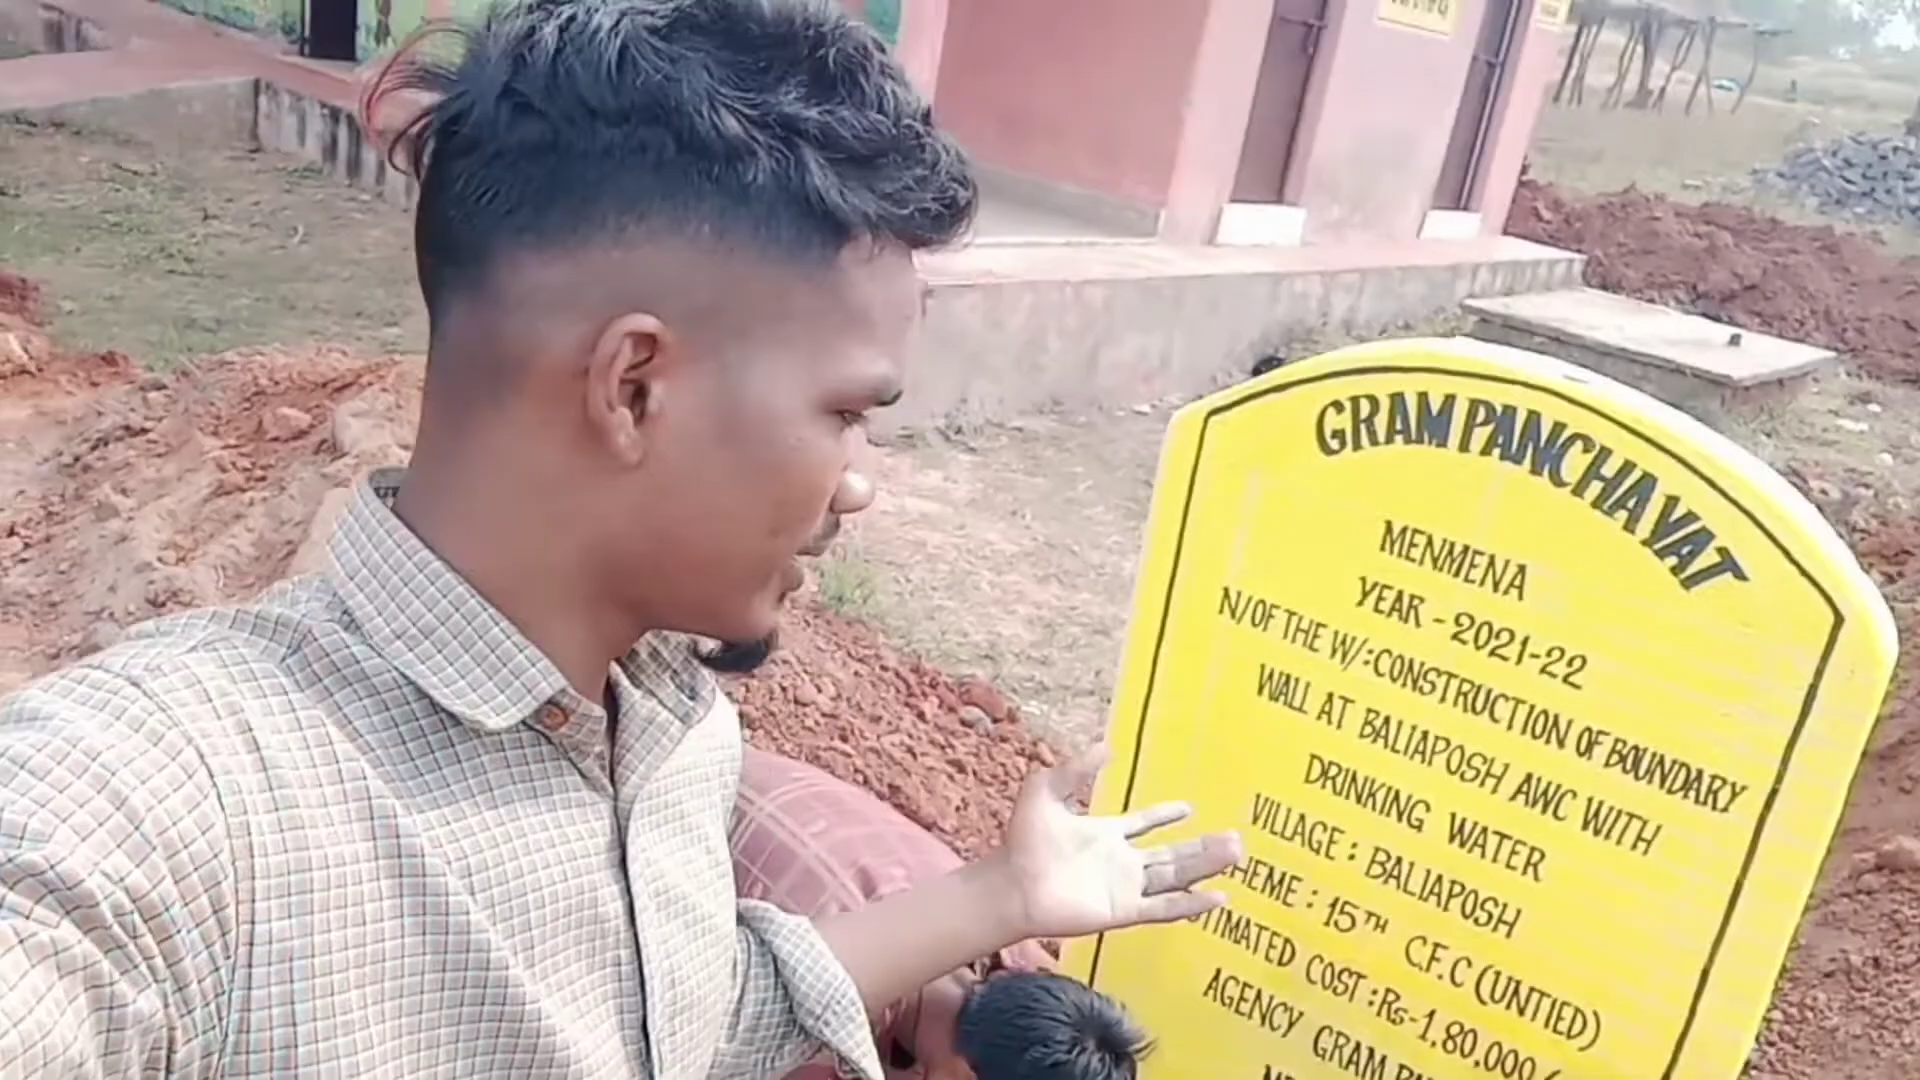 GRAM PANCHAYAT
MENMENA
YEAR - 2021-22
N/OF THE W/:CONSTRUCTION OF BOUNDARY
WALL AT BALIAPOSH AWC WITH
DRINKING WATER
VILLAGE : BALIAPOSH
HEME : 15TH C.F.C (UNTIED)
TIMATED COST : Rs-1,80,000/
AGENCY GRAM